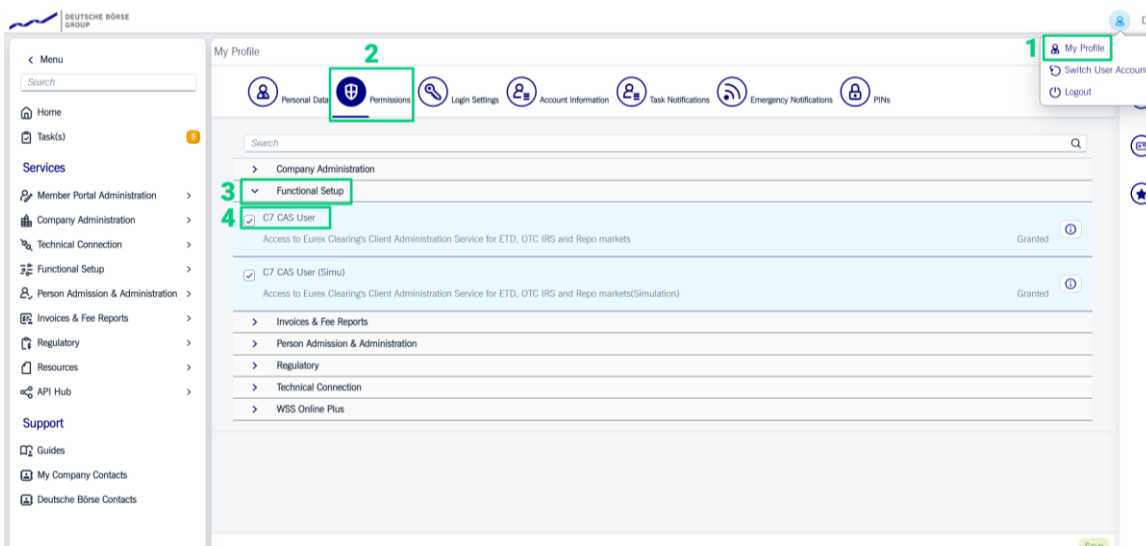 DEUTSCHE BÖRSE
GROUP
1
My Profile
Switch User Account
Logout
Menu
Search
Home
Task(s)
5
Services
Member Portal Administration
Company Administration
Technical Connection
Functional Setup
Person Admission & Administration
Invoices & Fee Reports
Regulatory
Resources
API Hub
Support
Guides
My Company Contacts
Deutsche Börse Contacts
My Profile
2
Personal Data
Permissions
Login Settings
Account Information
Task Notifications
Emergency Notifications
PINs
Search
Company Administration
3
Functional Setup
4
C7 CAS User
Access to Eurex Clearing's Client Administration Service for ETD, OTC IRS and Repo markets
Granted
C7 CAS User (Simu)
Access to Eurex Clearing's Client Administration Service for ETD, OTC IRS and Repo markets(Simulation)
Granted
Invoices & Fee Reports
Person Admission & Administration
Regulatory
Technical Connection
WSS Online Plus
Save